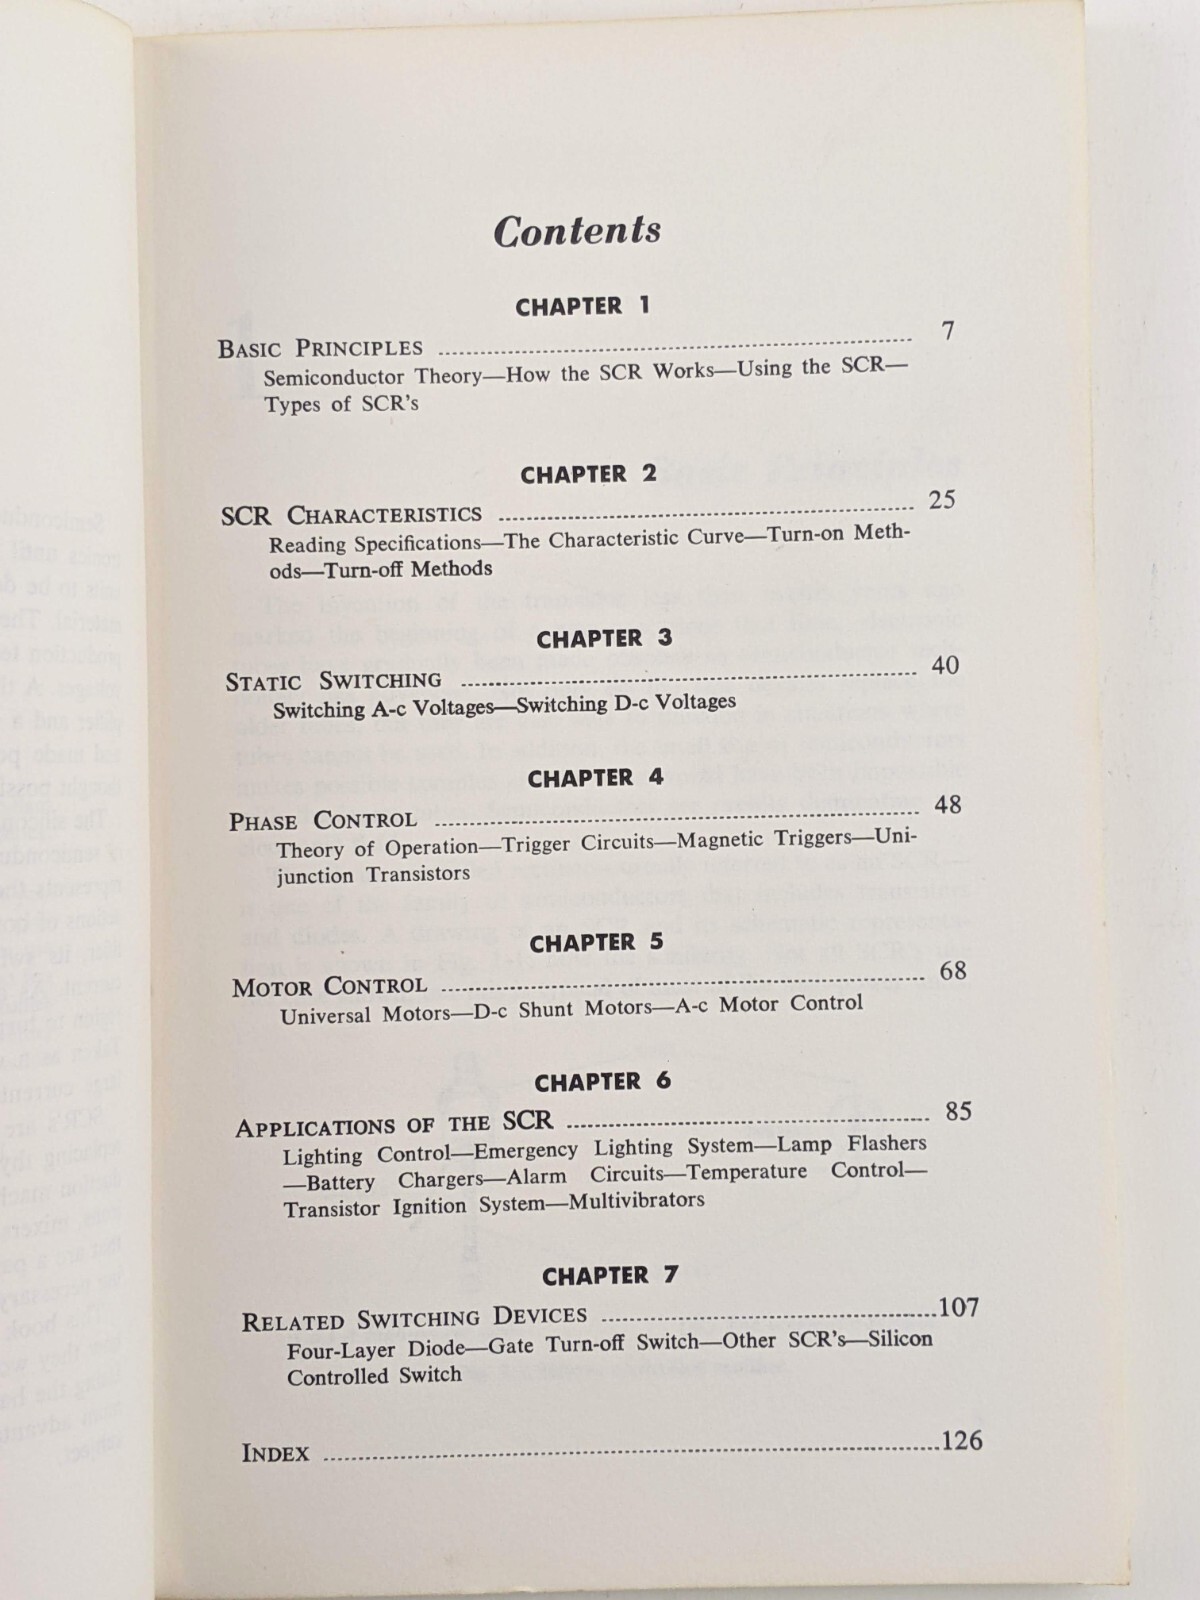 Contents
CHAPTER 1
BASIC PRINCIPLES 7
Semiconductor Theory—How the SCR Works—Using the SCR—
Types of SCR's
CHAPTER 2
SCR CHARACTERISTICS 25
Reading Specifications—The Characteristic Curve—Turn-on Meth-
ods—Turn-off Methods
CHAPTER 3
STATIC SWITCHING 40
Switching A-c Voltages—Switching D-c Voltages
CHAPTER 4
PHASE CONTROL 48
Theory of Operation—Trigger Circuits—Magnetic Triggers—Uni-
junction Transistors
CHAPTER 5
MOTOR CONTROL 68
Universal Motors—D-c Shunt Motors—A-c Motor Control
CHAPTER 6
APPLICATIONS OF THE SCR 85
Lighting Control—Emergency Lighting System—Lamp Flashers
—Battery Chargers—Alarm Circuits—Temperature Control—
Transistor Ignition System—Multivibrators
CHAPTER 7
RELATED SWITCHING DEVICES 107
Four-Layer Diode—Gate Turn-off Switch—Other SCR's—Silicon
Controlled Switch
INDEX 126